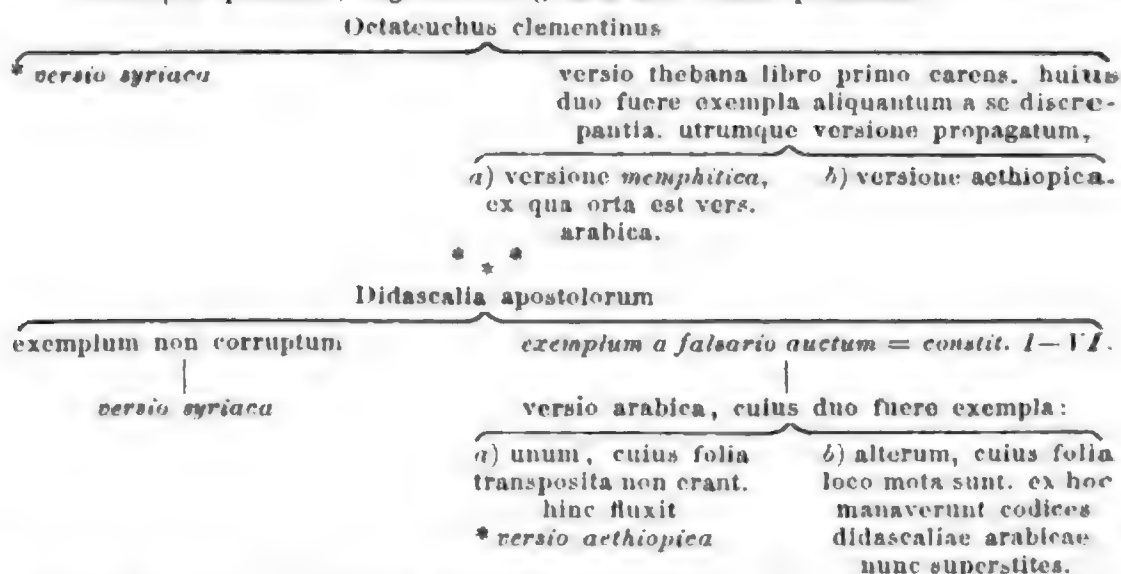 Octateuchus clementinus
* versio syriaca
versio thebana libro primo carens. huius
duo fuere exempla aliquantum a se discre-
pantia. utrumque versione propagatum,
a) versione memphitica,
ex qua orta est vers.
arabica.
b) versione aethiopica.
* * *
Didascalia apostolorum
exemplum non corruptum
versio syriaca
exemplum a falsario auctum = constit. I–VI.
versio arabica, cuius duo fuere exempla:
a) unum, cuius folia
transposita non erant.
hinc fluxit
* versio aethiopica
b) alterum, cuius folia
loco mota sunt. ex hoc
manaverunt codices
didascaliae arabicae
nunc superstites.